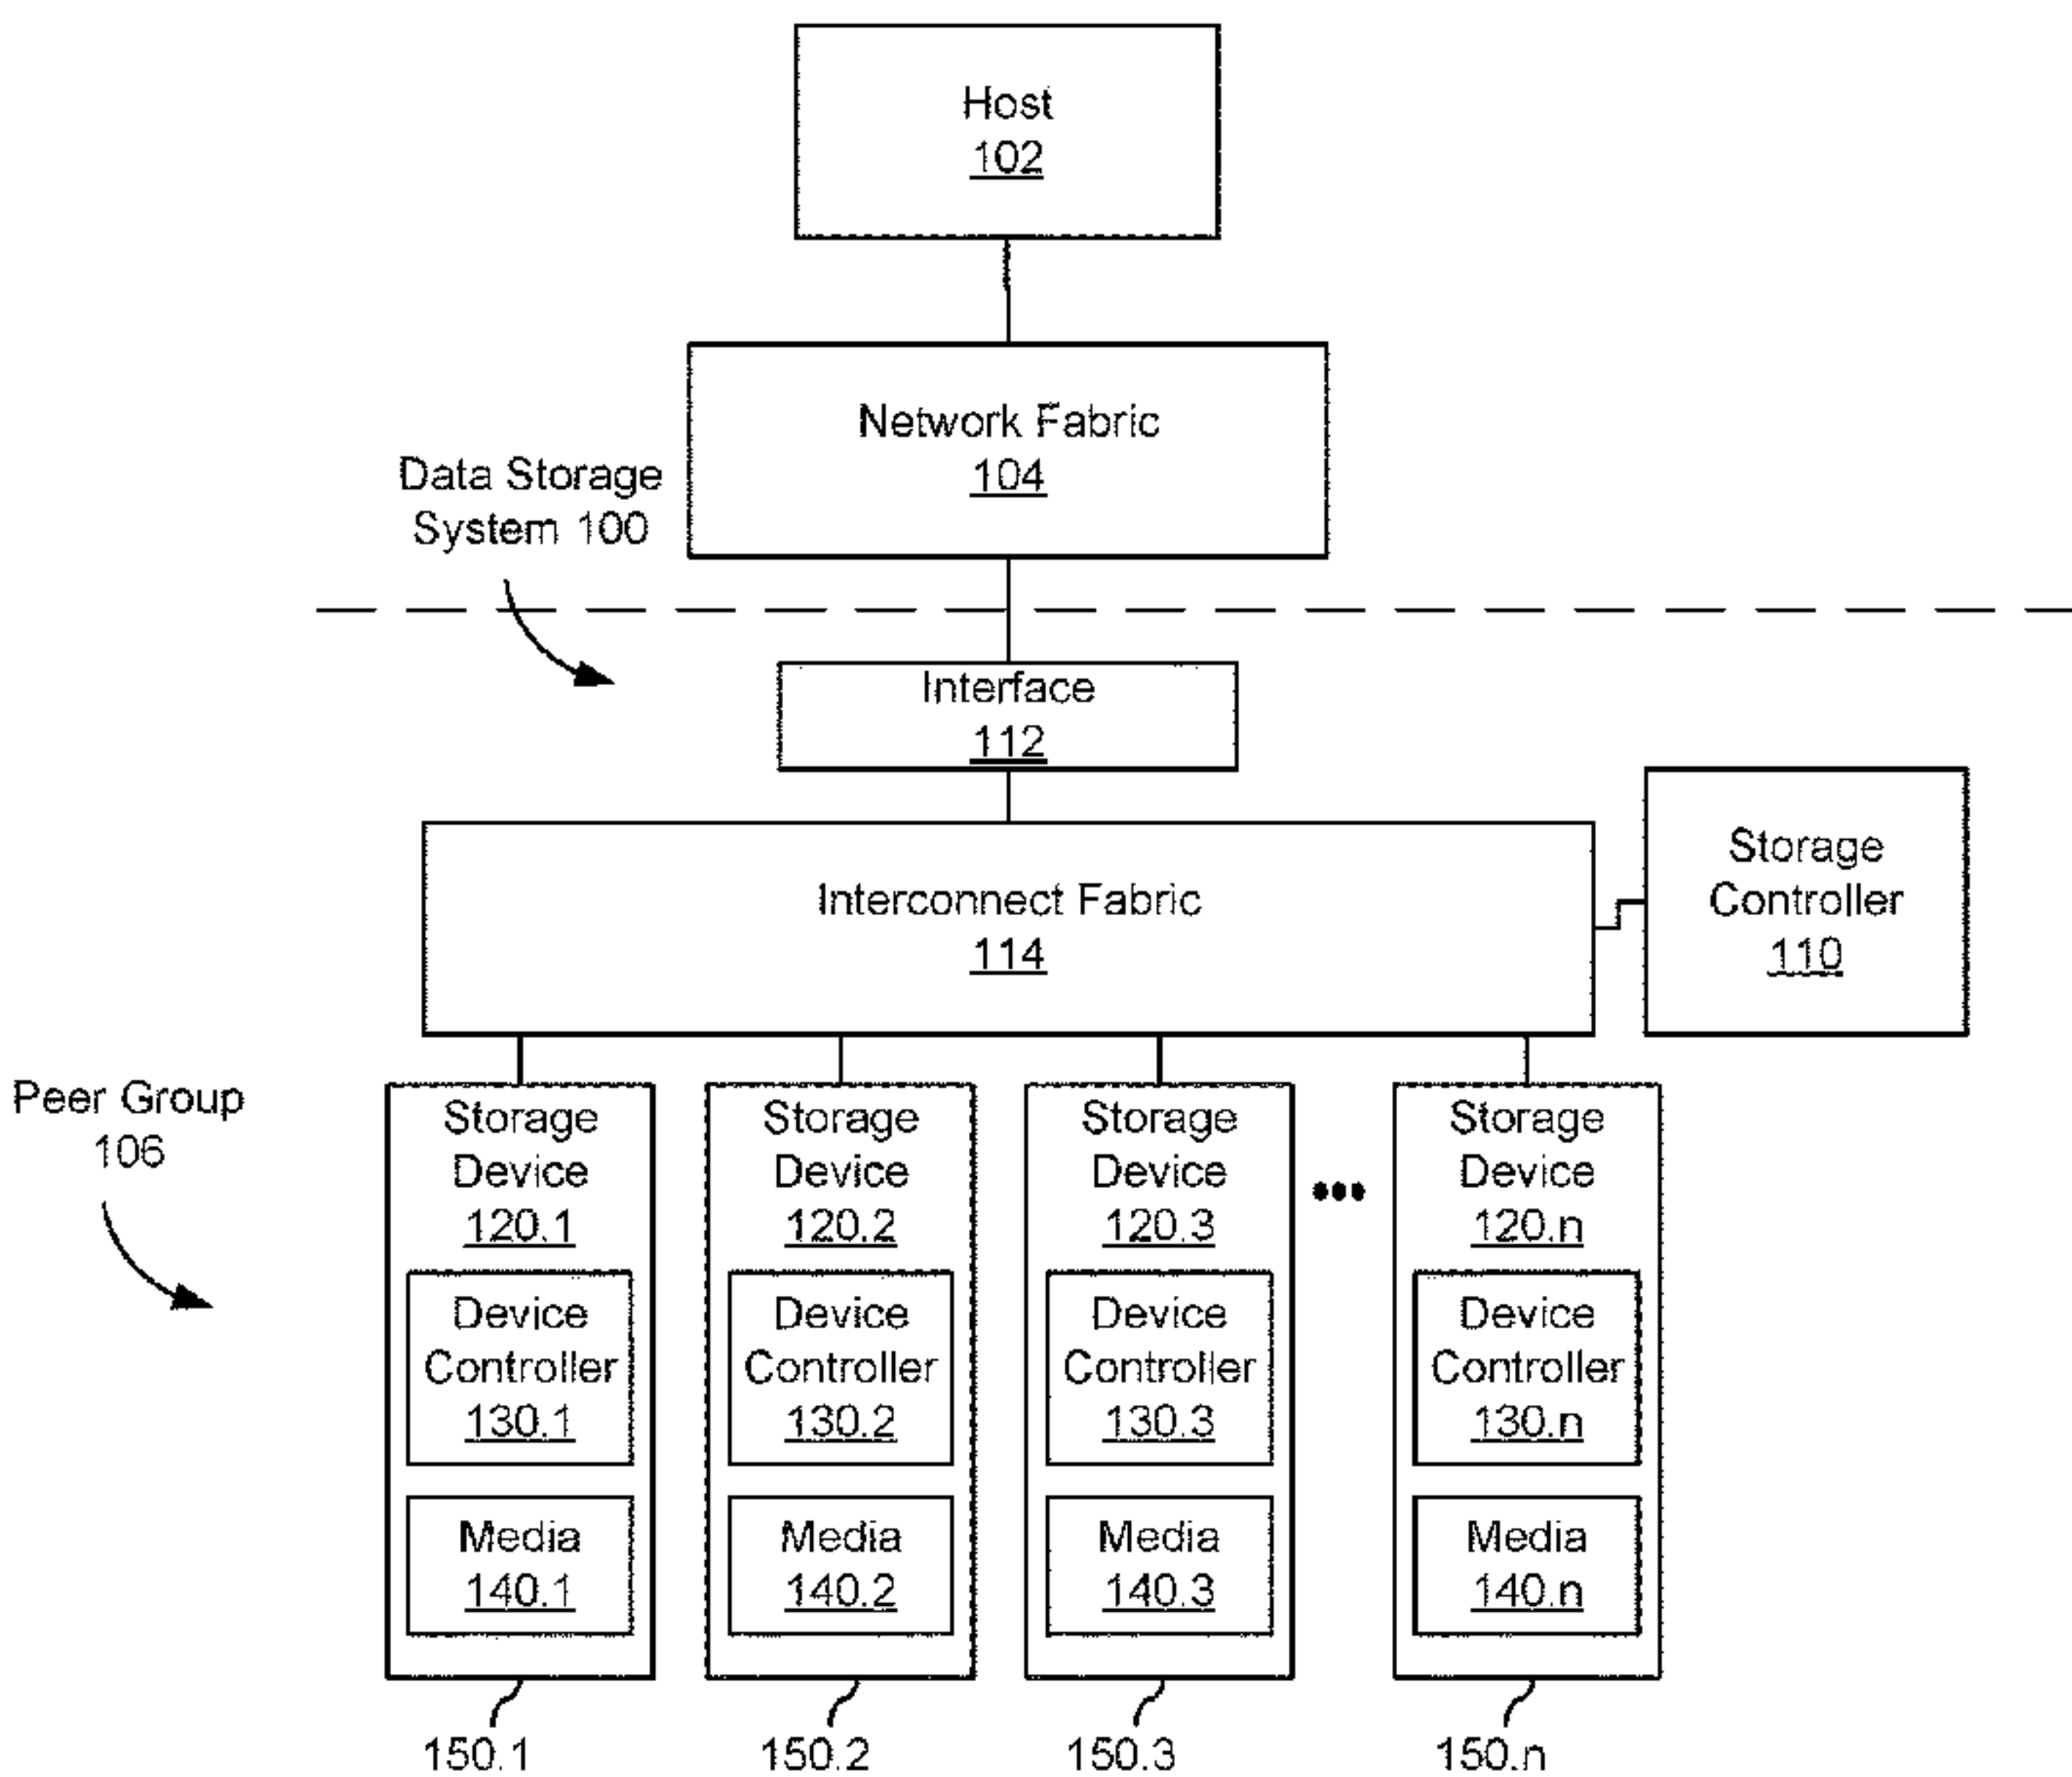 Host
102
Network Fabric
104
Data Storage
System 100
Interface
112
Interconnect Fabric
114
Storage
Controller
110
Peer Group
106
Storage
Device
120.1
Device
Controller
130.1
Media
140.1
150.1
Storage
Device
120.2
Device
Controller
130.2
Media
140.2
150.2
Storage
Device
120.3
Device
Controller
130.3
Media
140.3
150.3
•••
Storage
Device
120.n
Device
Controller
130.n
Media
140.n
150.n